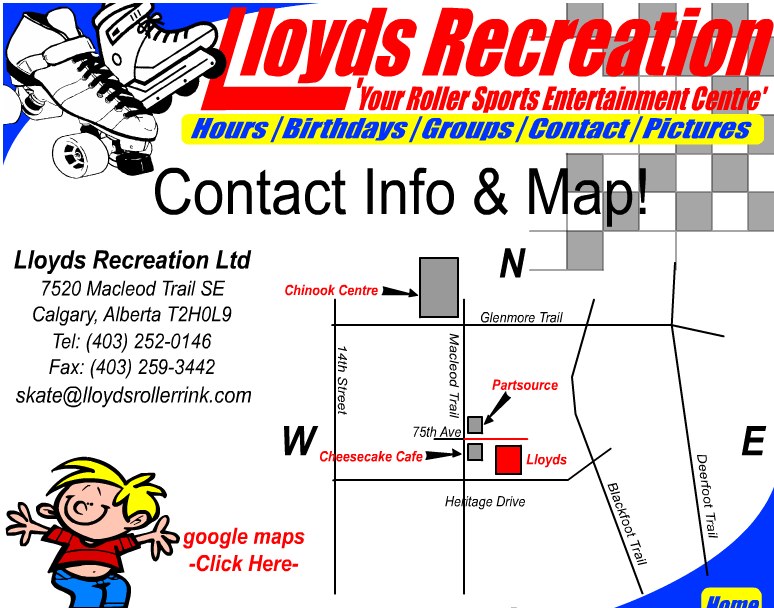 Lloyds Recreation
'Your Roller Sports Entertainment Centre'
Hours / Birthdays / Groups / Contact / Pictures
Contact Info & Map!
Lloyds Recreation Ltd
7520 Macleod Trail SE
Calgary, Alberta T2H0L9
Tel: (403) 252-0146
Fax: (403) 259-3442
skate@lloydsrollerrink.com
N
Chinook Centre
Glenmore Trail
14th Street
Macleod Trail
Partsource
W
75th Ave
E
Cheesecake Cafe
Lloyds
Heritage Drive
Blackfoot Trail
Deerfoot Trail
google maps
-Click Here-
Home